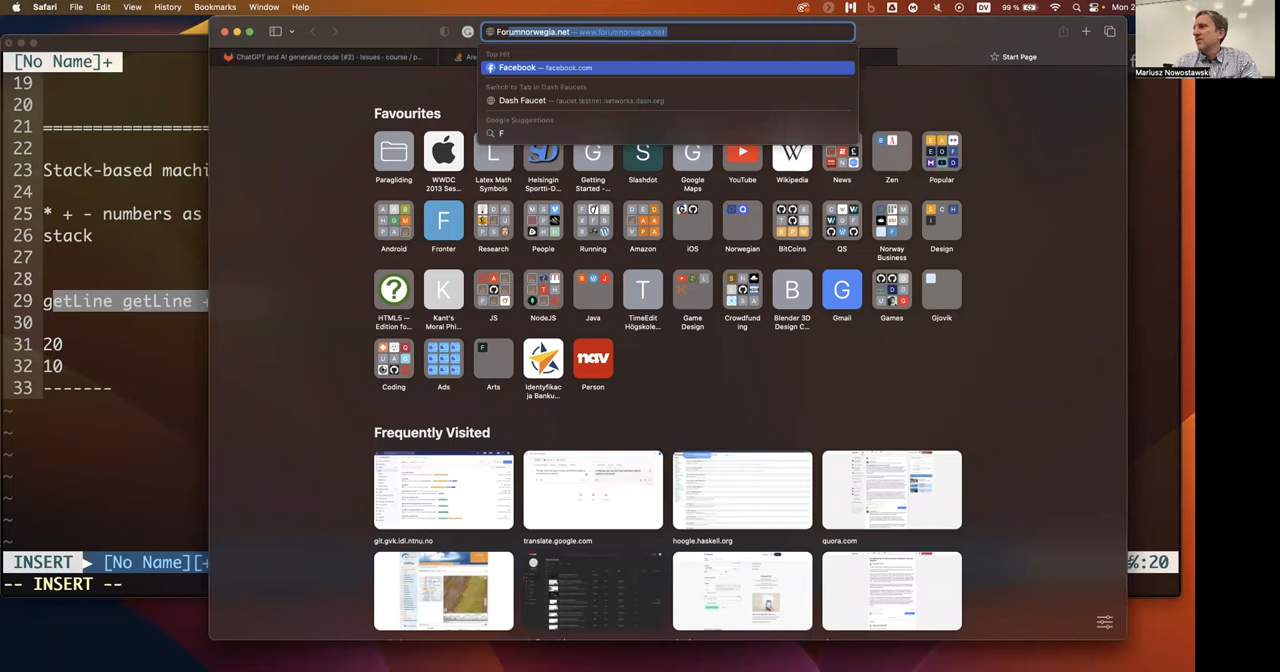 Safari File Edit View History Bookmarks Window Help
DV 99 % Mon 2
Mariusz Nowostawski
[No Name]+
19
20
21 ==================
22
23 Stack-based machi
24
25 * + - numbers as
26 stack
27
28
29 getLine getLine +
30
31 20
32 10
33 -------
~
~
~
~
~
~
INSERT [No Name][+
%:20
-- INSERT --
Forumnorwegia.net — www.forumnorwegia.net
Top Hit
Facebook — facebook.com
Switch to Tab in Dash Faucets
Dash Faucet — faucet.testnet.networks.dash.org
Google Suggestions
F
ChatGPT and AI generated code (#2) · Issues · course / p...
Are
Start Page
Favourites
Paragliding
WWDC 2013 Ses...
Latex Math Symbols
Helsingin Sportti-D...
Getting Started -...
Slashdot
Google Maps
YouTube
Wikipedia
News
Zen
Popular
Android
Fronter
Research
People
Running
Amazon
iOS
Norwegian
BitCoins
QS
Norway Business
Design
HTML5 — Edition fo...
Kant's Moral Phi...
JS
NodeJS
Java
TimeEdit Högskole...
Game Design
Crowdfunding
Blender 3D Design C...
Gmail
Games
Gjovik
Coding
Ads
Arts
Identyfikacja Banku...
nav
Person
Frequently Visited
git.gvk.idi.ntnu.no
translate.google.com
hoogle.haskell.org
quora.com